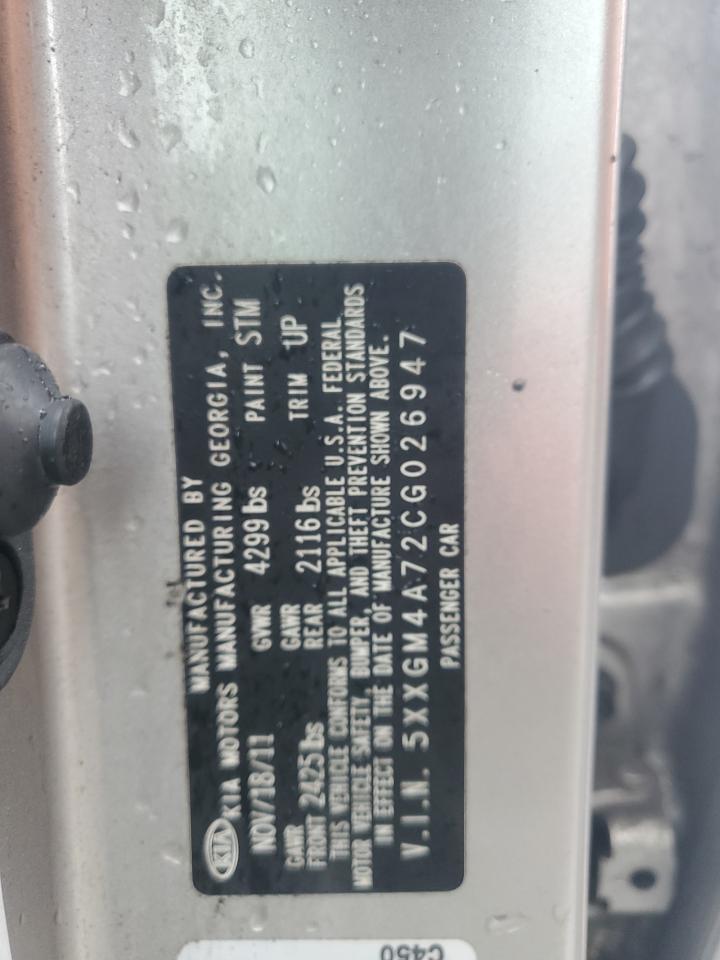 MANUFACTURED BY
KIA KIA MOTORS MANUFACTURING GEORGIA, INC.
NOV/18/11 GVWR 4299 lbs PAINT STM
GAWR FRONT 2425 lbs GAWR REAR 2116 lbs TRIM UP
THIS VEHICLE CONFORMS TO ALL APPLICABLE U.S.A. FEDERAL
MOTOR VEHICLE SAFETY, BUMPER, AND THEFT PREVENTION STANDARDS
IN EFFECT ON THE DATE OF MANUFACTURE SHOWN ABOVE.
V.I.N. 5XXGM4A72CG026947
PASSENGER CAR
C450